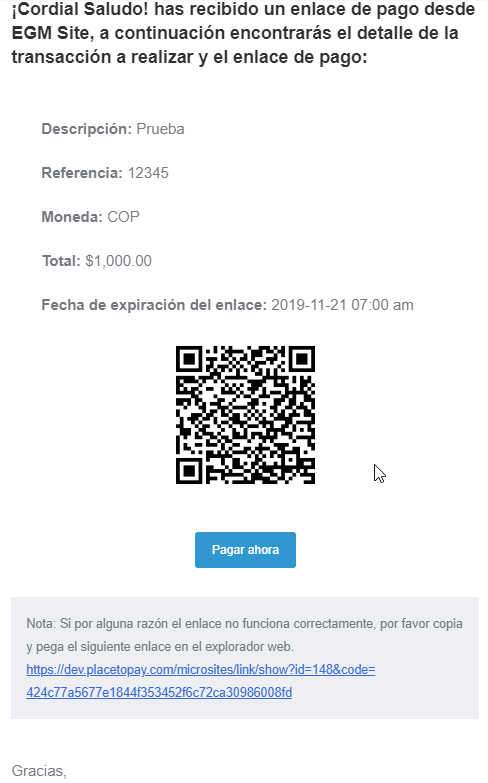 ¡Cordial Saludo! has recibido un enlace de pago desde
EGM Site, a continuación encontrarás el detalle de la
transacción a realizar y el enlace de pago:
Descripción: Prueba
Referencia: 12345
Moneda: COP
Total: $1,000.00
Fecha de expiración del enlace: 2019-11-21 07:00 am
Pagar ahora
Nota: Si por alguna razón el enlace no funciona correctamente, por favor copia
y pega el siguiente enlace en el explorador web.
https://dev.placetopay.com/microsites/link/show?id=148&code=
424c77a5677e1844f353452f6c72ca30986008fd
Gracias,